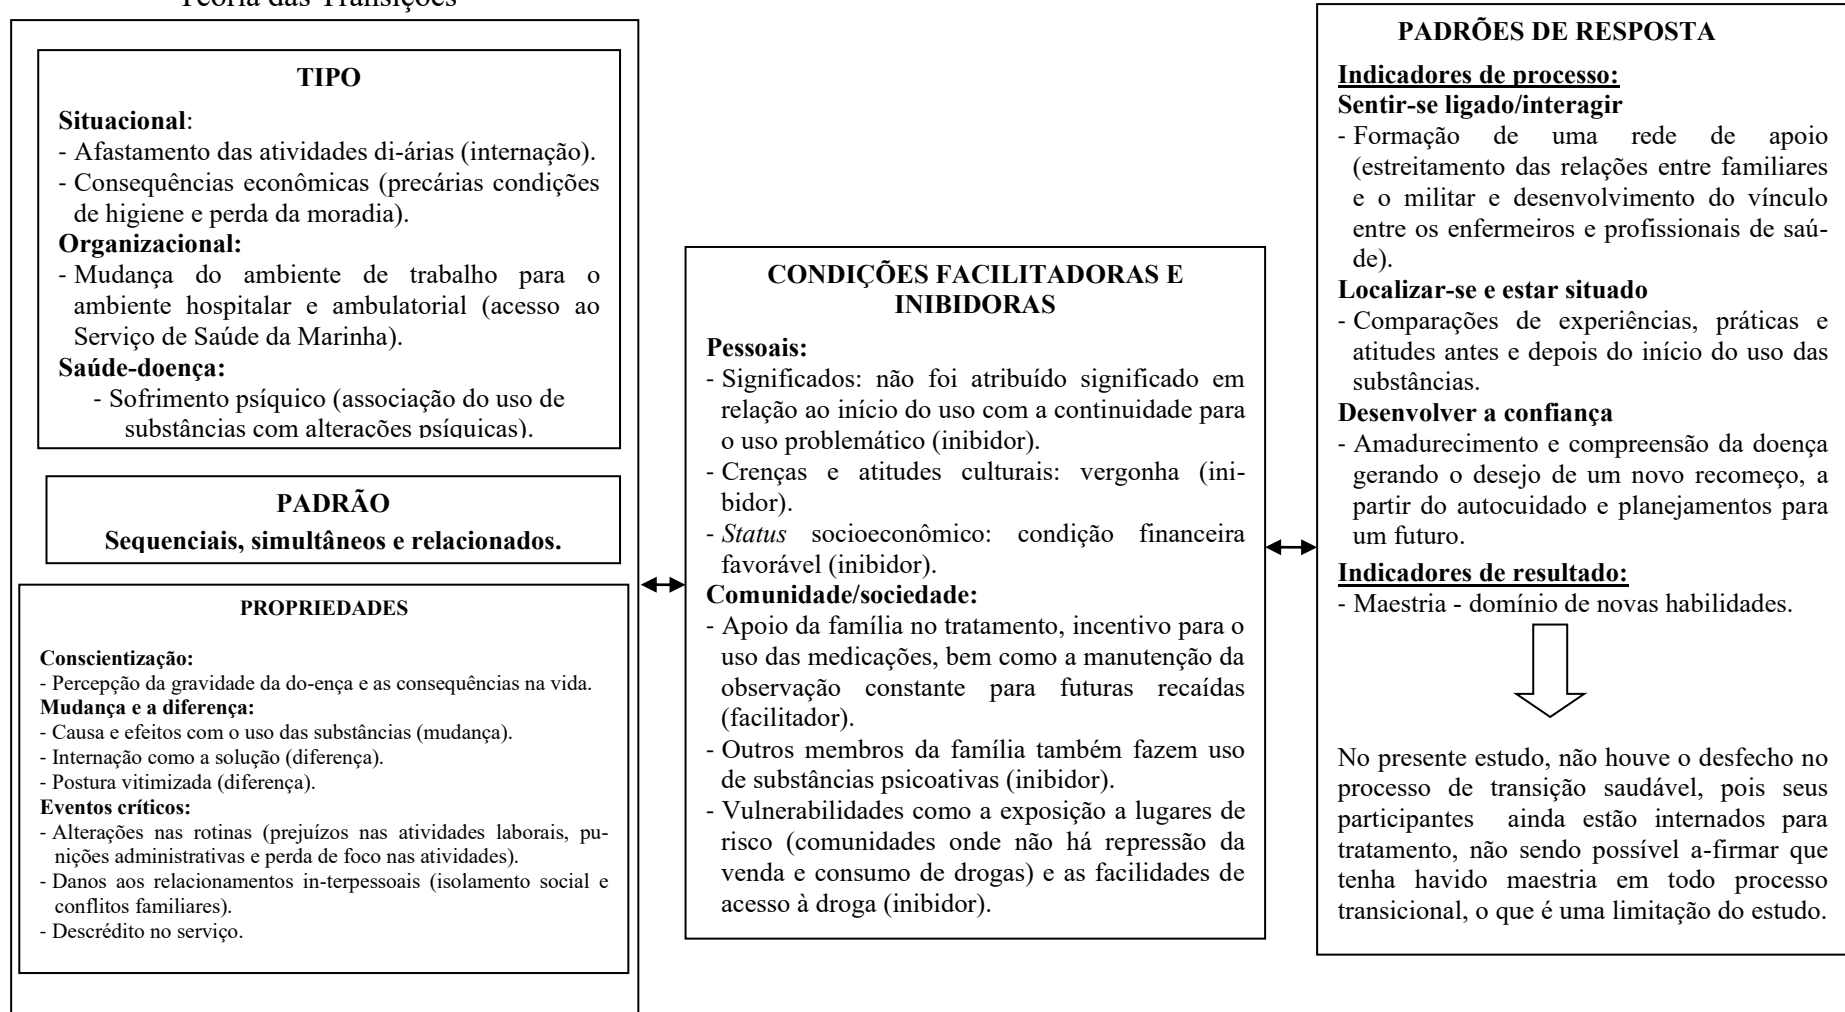 Teoria das Transições
TIPO
Situacional:
- Afastamento das atividades di-árias (internação).
- Consequências econômicas (precárias condições
de higiene e perda da moradia).
Organizacional:
- Mudança do ambiente de trabalho para o
ambiente hospitalar e ambulatorial (acesso ao
Serviço de Saúde da Marinha).
Saúde-doença:
- Sofrimento psíquico (associação do uso de
substâncias com alterações psíquicas).
PADRÃO
Sequenciais, simultâneos e relacionados.
PROPRIEDADES
Conscientização:
- Percepção da gravidade da do-ença e as consequências na vida.
Mudança e a diferença:
- Causa e efeitos com o uso das substâncias (mudança).
- Internação como a solução (diferença).
- Postura vitimizada (diferença).
Eventos críticos:
- Alterações nas rotinas (prejuízos nas atividades laborais, pu-
nições administrativas e perda de foco nas atividades).
- Danos aos relacionamentos in-terpessoais (isolamento social e
conflitos familiares).
- Descrédito no serviço.
CONDIÇÕES FACILITADORAS E
INIBIDORAS
Pessoais:
- Significados: não foi atribuído significado em
relação ao início do uso com a continuidade para
o uso problemático (inibidor).
- Crenças e atitudes culturais: vergonha (ini-
bidor).
- Status socioeconômico: condição financeira
favorável (inibidor).
Comunidade/sociedade:
- Apoio da família no tratamento, incentivo para o
uso das medicações, bem como a manutenção da
observação constante para futuras recaídas
(facilitador).
- Outros membros da família também fazem uso
de substâncias psicoativas (inibidor).
- Vulnerabilidades como a exposição a lugares de
risco (comunidades onde não há repressão da
venda e consumo de drogas) e as facilidades de
acesso à droga (inibidor).
PADRÕES DE RESPOSTA
Indicadores de processo:
Sentir-se ligado/interagir
- Formação de uma rede de apoio
(estreitamento das relações entre familiares
e o militar e desenvolvimento do vínculo
entre os enfermeiros e profissionais de saú-
de).
Localizar-se e estar situado
- Comparações de experiências, práticas e
atitudes antes e depois do início do uso das
substâncias.
Desenvolver a confiança
- Amadurecimento e compreensão da doença
gerando o desejo de um novo recomeço, a
partir do autocuidado e planejamentos para
um futuro.
Indicadores de resultado:
- Maestria - domínio de novas habilidades.
No presente estudo, não houve o desfecho no
processo de transição saudável, pois seus
participantes ainda estão internados para
tratamento, não sendo possível a-firmar que
tenha havido maestria em todo processo
transicional, o que é uma limitação do estudo.